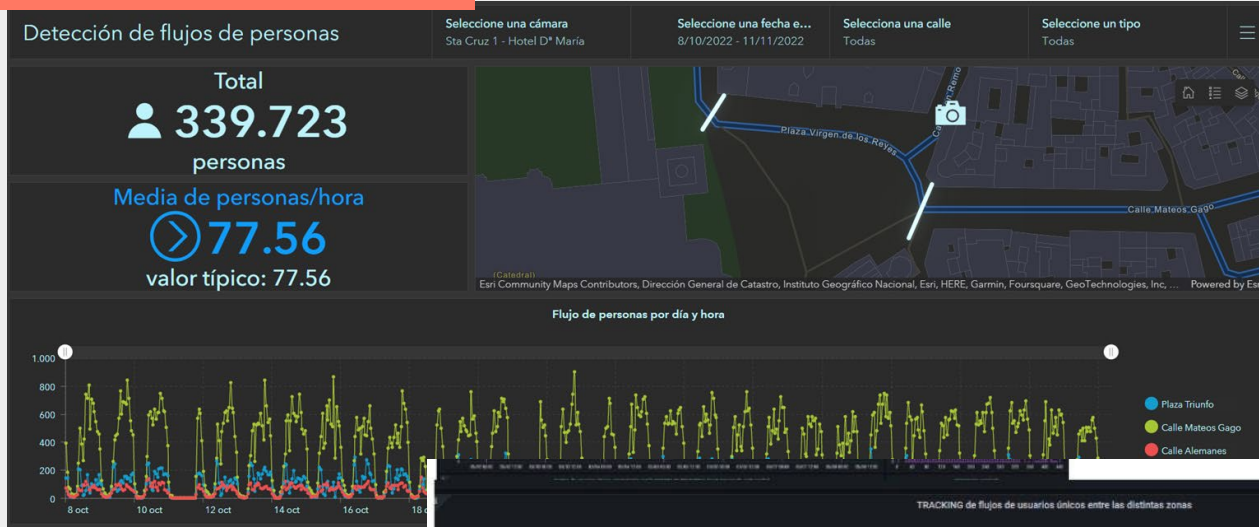 Detección de flujos de personas
Seleccione una cámara
Sta Cruz 1 - Hotel Dª María
Seleccione una fecha e...
8/10/2022 - 11/11/2022
Selecciona una calle
Todas
Seleccione un tipo
Todas
Total
339.723
personas
Media de personas/hora
77.56
valor típico: 77.56
Plaza Virgen de los Reyes
Calle Mateos Gago
(Catedral)
Esri Community Maps Contributors, Dirección General de Catastro, Instituto Geográfico Nacional, Esri, HERE, Garmin, Foursquare, GeoTechnologies, Inc, ...
Powered by Esri
Flujo de personas por día y hora
1.000
800
600
400
200
0
8 oct
10 oct
12 oct
14 oct
16 oct
Plaza Triunfo
Calle Mateos Gago
Calle Alemanes
TRACKING de flujos de usuarios únicos entre las distintas zonas